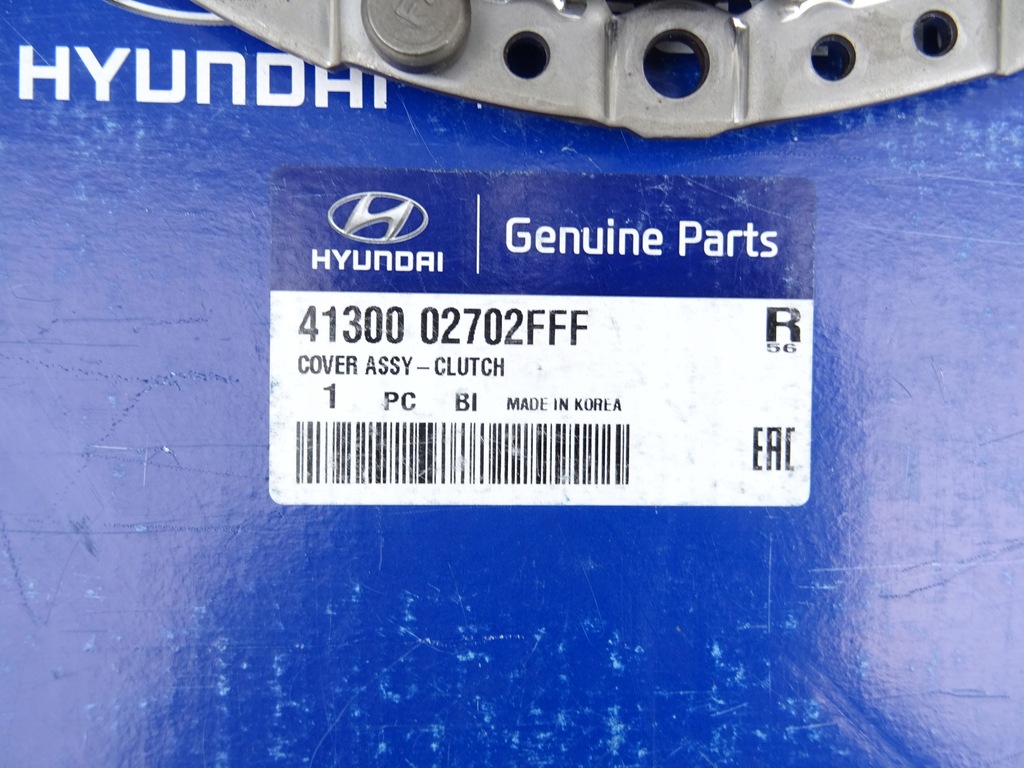 HYUNDAI
HYUNDAI
Genuine Parts
41300 02702FFF
R
56
COVER ASSY – CLUTCH
1 PC BI MADE IN KOREA
EAC